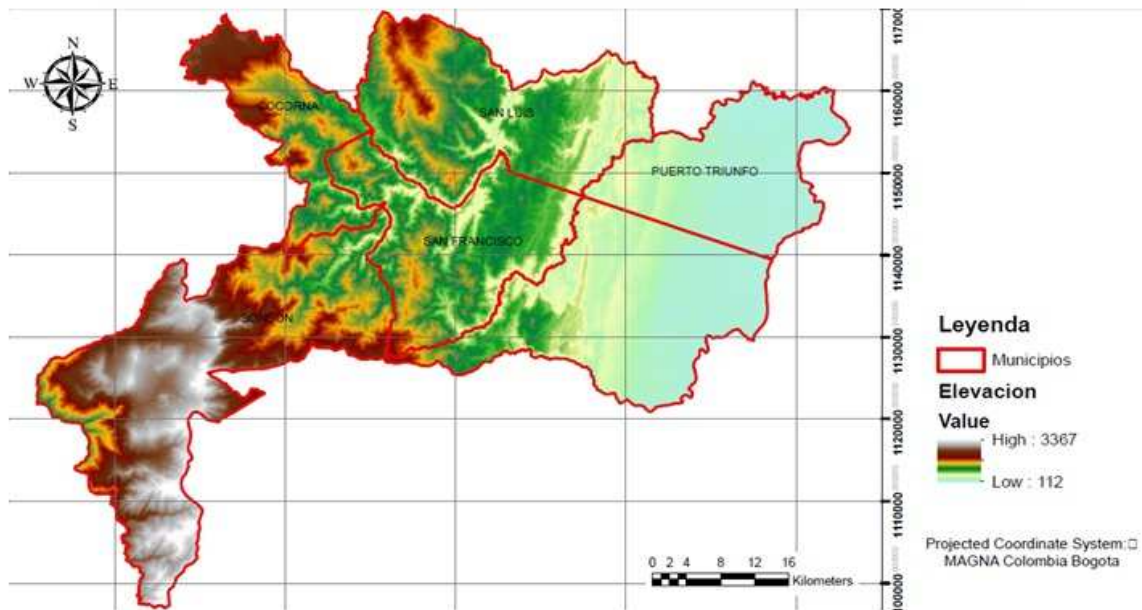 N
W E
S
COCORNA
SAN LUIS
PUERTO TRIUNFO
SAN FRANCISCO
1170000
1160000
1150000
1140000
1130000
1120000
1110000
Leyenda
Municipios
Elevacion
Value
High : 3367
Low : 112
Projected Coordinate System:□
MAGNA Colombia Bogota
0 2 4 8 12 16
Kilometers